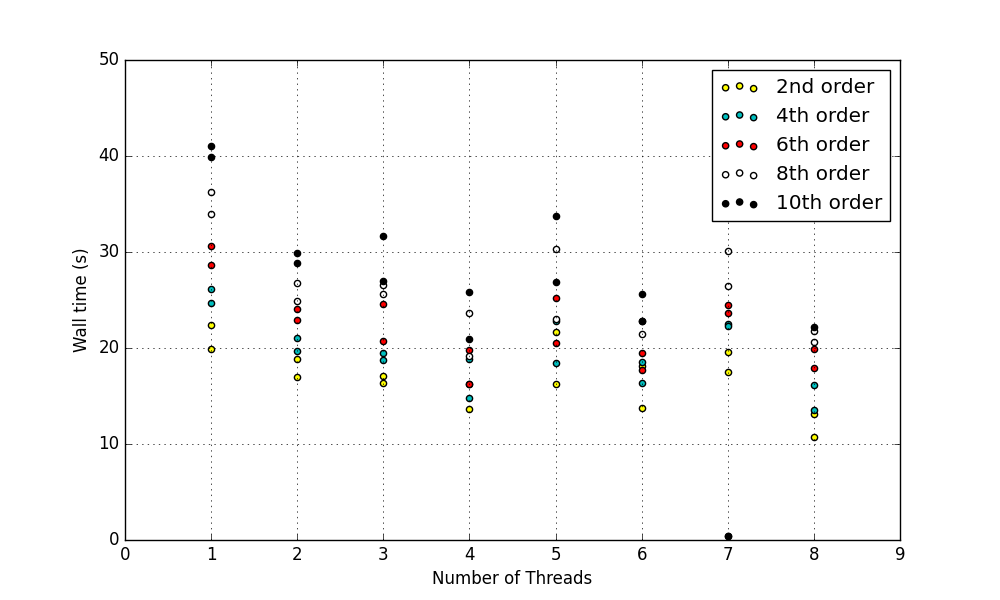 50
40
30
20
10
0
Wall time (s)
2nd order
4th order
6th order
8th order
10th order
0 1 2 3 4 5 6 7 8 9
Number of Threads